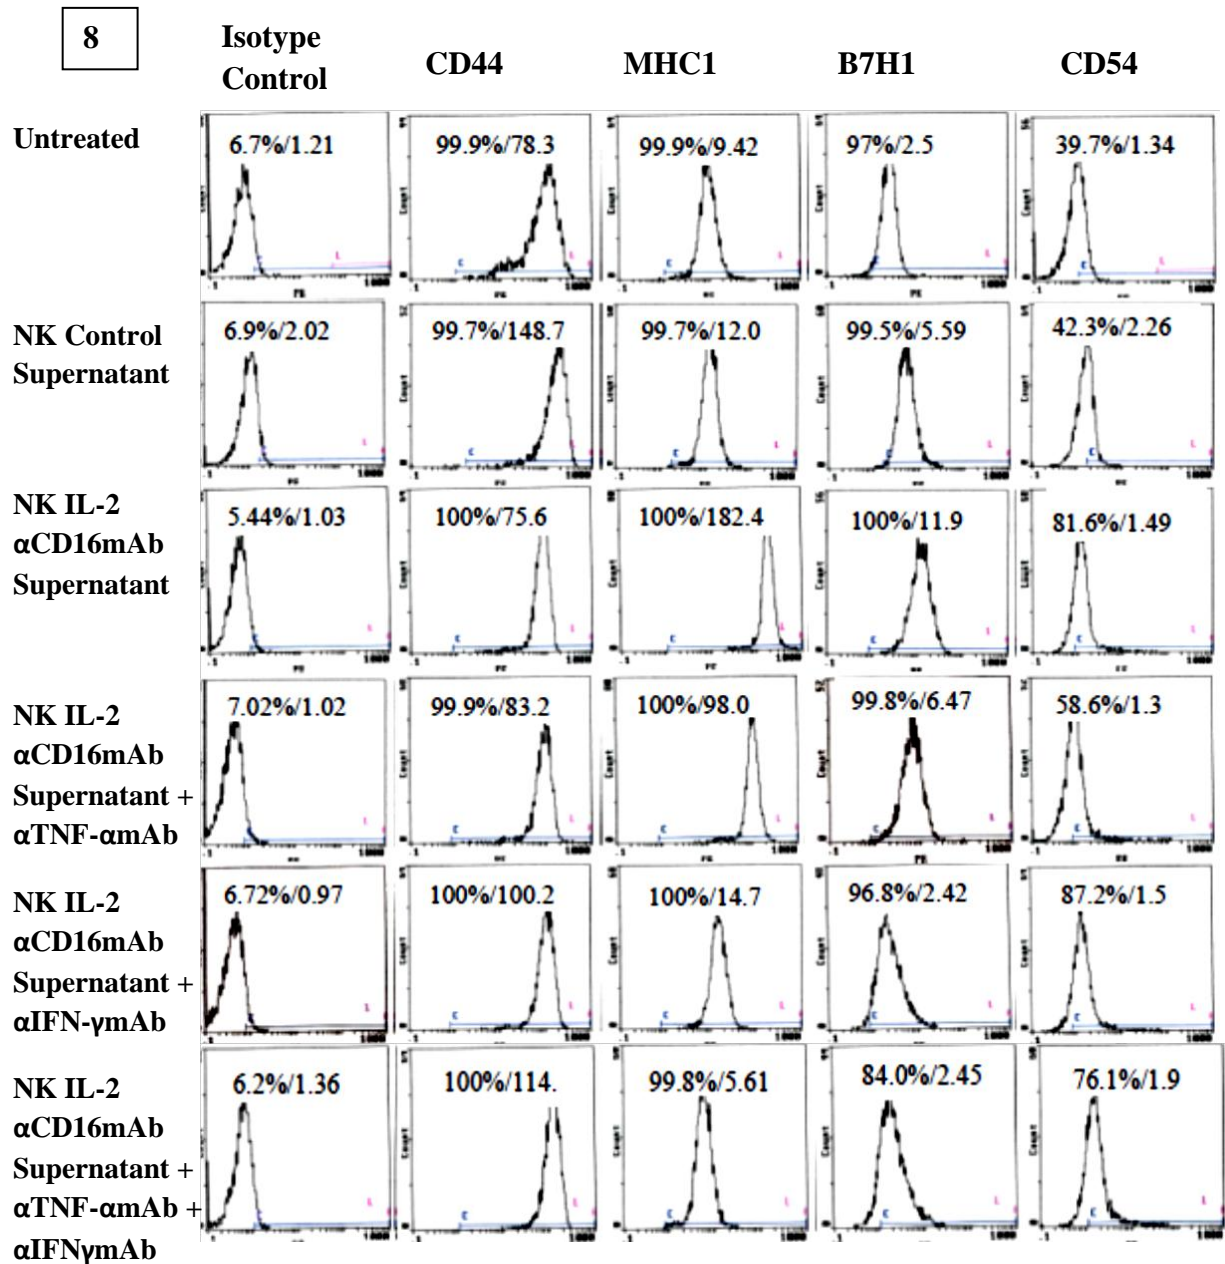 8
Isotype
Control
CD44
MHC1
B7H1
CD54
Untreated
6.7%/1.21
99.9%/78.3
99.9%/9.42
97%/2.5
39.7%/1.34
NK Control
Supernatant
6.9%/2.02
99.7%/148.7
99.7%/12.0
99.5%/5.59
42.3%/2.26
NK IL-2
αCD16mAb
Supernatant
5.44%/1.03
100%/75.6
100%/182.4
100%/11.9
81.6%/1.49
NK IL-2
αCD16mAb
Supernatant +
αTNF-αmAb
7.02%/1.02
99.9%/83.2
100%/98.0
99.8%/6.47
58.6%/1.3
NK IL-2
αCD16mAb
Supernatant +
αIFN-γmAb
6.72%/0.97
100%/100.2
100%/14.7
96.8%/2.42
87.2%/1.5
NK IL-2
αCD16mAb
Supernatant +
αTNF-αmAb +
αIFNγmAb
6.2%/1.36
100%/114.
99.8%/5.61
84.0%/2.45
76.1%/1.9